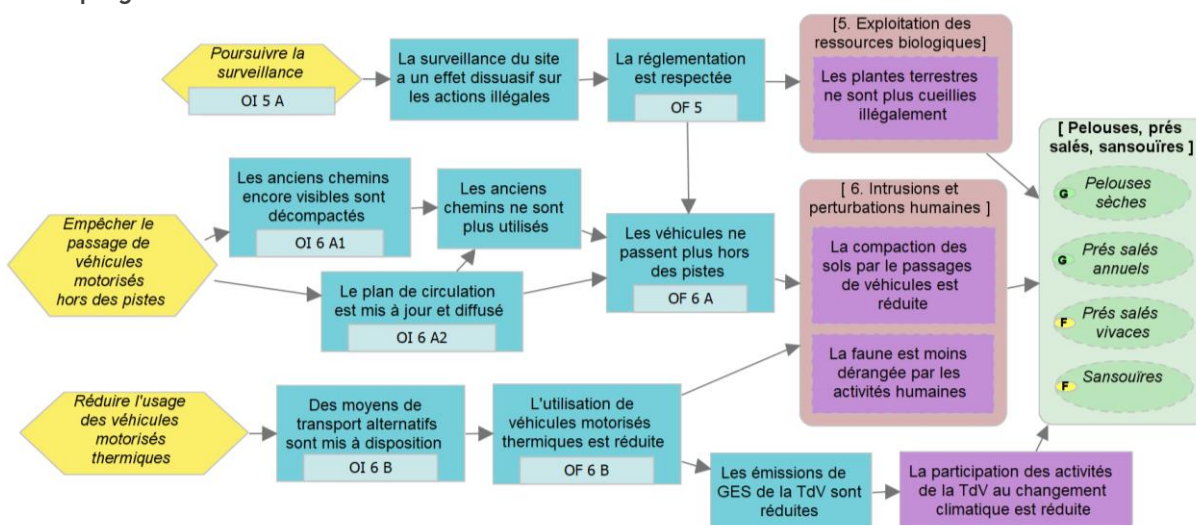 Poursuivre la
surveillance
OI 5 A
La surveillance du site
a un effet dissuasif sur
les actions illégales
La réglementation
est respectée
OF 5
[5. Exploitation des
ressources biologiques]
Les plantes terrestres
ne sont plus cueillies
illégalement
[ Pelouses, prés
salés, sansouïres ]
G
Pelouses
sèches
G
Prés salés
annuels
F
Prés salés
vivaces
F
Sansouïres
Empêcher le
passage de
véhicules
motorisés
hors des pistes
Les anciens chemins
encore visibles sont
décompactés
OI 6 A1
Les anciens
chemins ne sont
plus utilisés
Le plan de circulation
est mis à jour et diffusé
OI 6 A2
Les véhicules ne
passent plus hors
des pistes
OF 6 A
[ 6. Intrusions et
perturbations humaines ]
La compaction des
sols par le passages
de véhicules est
réduite
La faune est moins
dérangée par les
activités humaines
Réduire l'usage
des véhicules
motorisés
thermiques
Des moyens de
transport alternatifs
sont mis à disposition
OI 6 B
L'utilisation de
véhicules motorisés
thermiques est réduite
OF 6 B
Les émissions de
GES de la TdV sont
réduites
La participation des activités
de la TdV au changement
climatique est réduite